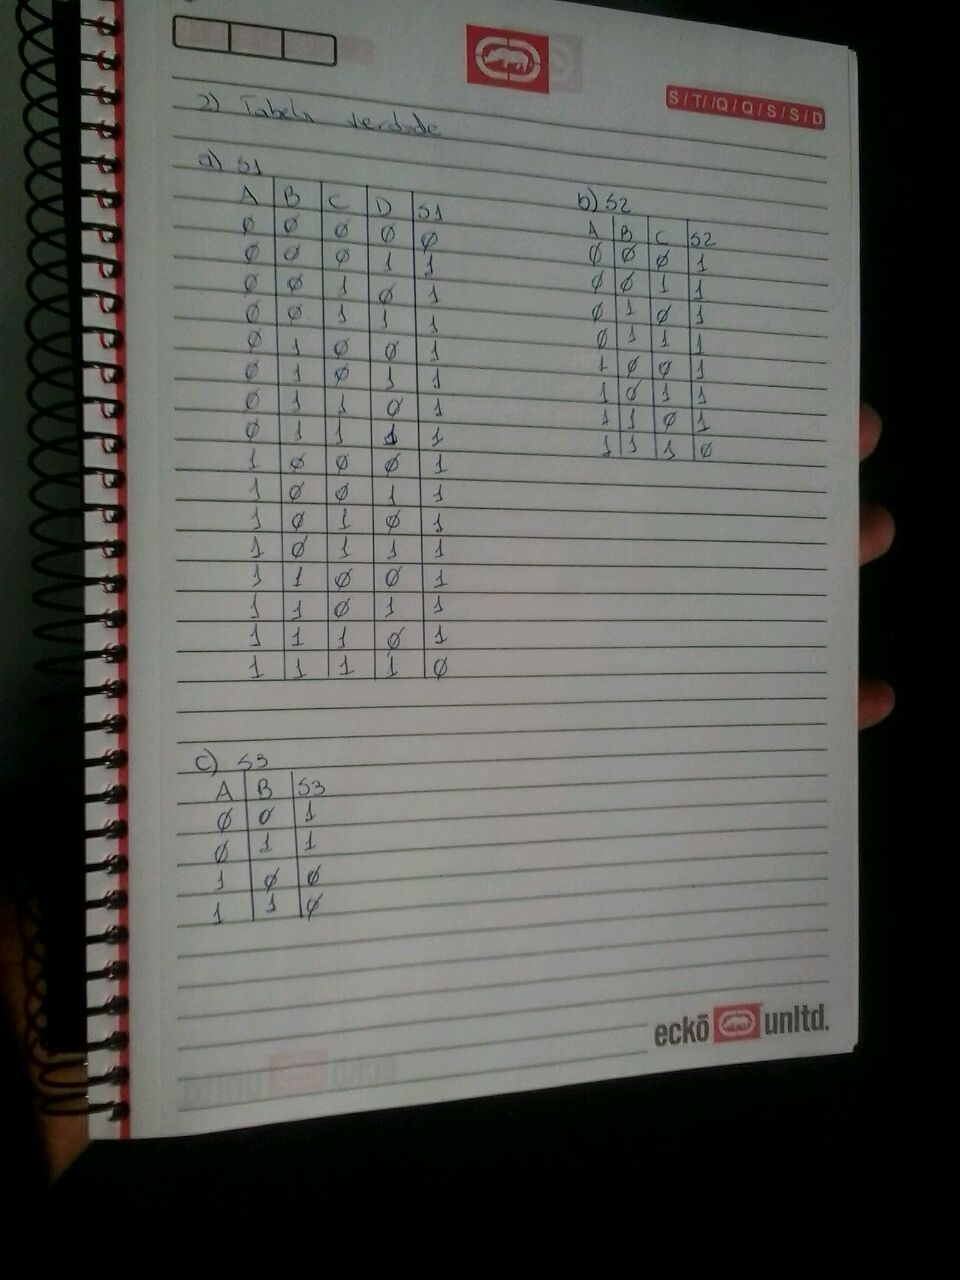 S / T / Q / Q / S / S / D
2) Tabela verdade
a) S1
A B C D S1
Ø Ø Ø Ø Ø
Ø Ø Ø 1 1
Ø Ø 1 Ø 1
Ø Ø 1 1 1
Ø 1 Ø Ø 1
Ø 1 Ø 1 1
Ø 1 1 Ø 1
Ø 1 1 1 1
1 Ø Ø Ø 1
1 Ø Ø 1 1
1 Ø 1 Ø 1
1 Ø 1 1 1
1 1 Ø Ø 1
1 1 Ø 1 1
1 1 1 Ø 1
1 1 1 1 Ø
b) S2
A B C S2
Ø Ø Ø 1
Ø Ø 1 1
Ø 1 Ø 1
Ø 1 1 1
1 Ø Ø 1
1 Ø 1 1
1 1 Ø 1
1 1 1 Ø
c) S3
A B S3
Ø Ø 1
Ø 1 1
1 Ø Ø
1 1 Ø
eckō unltd.